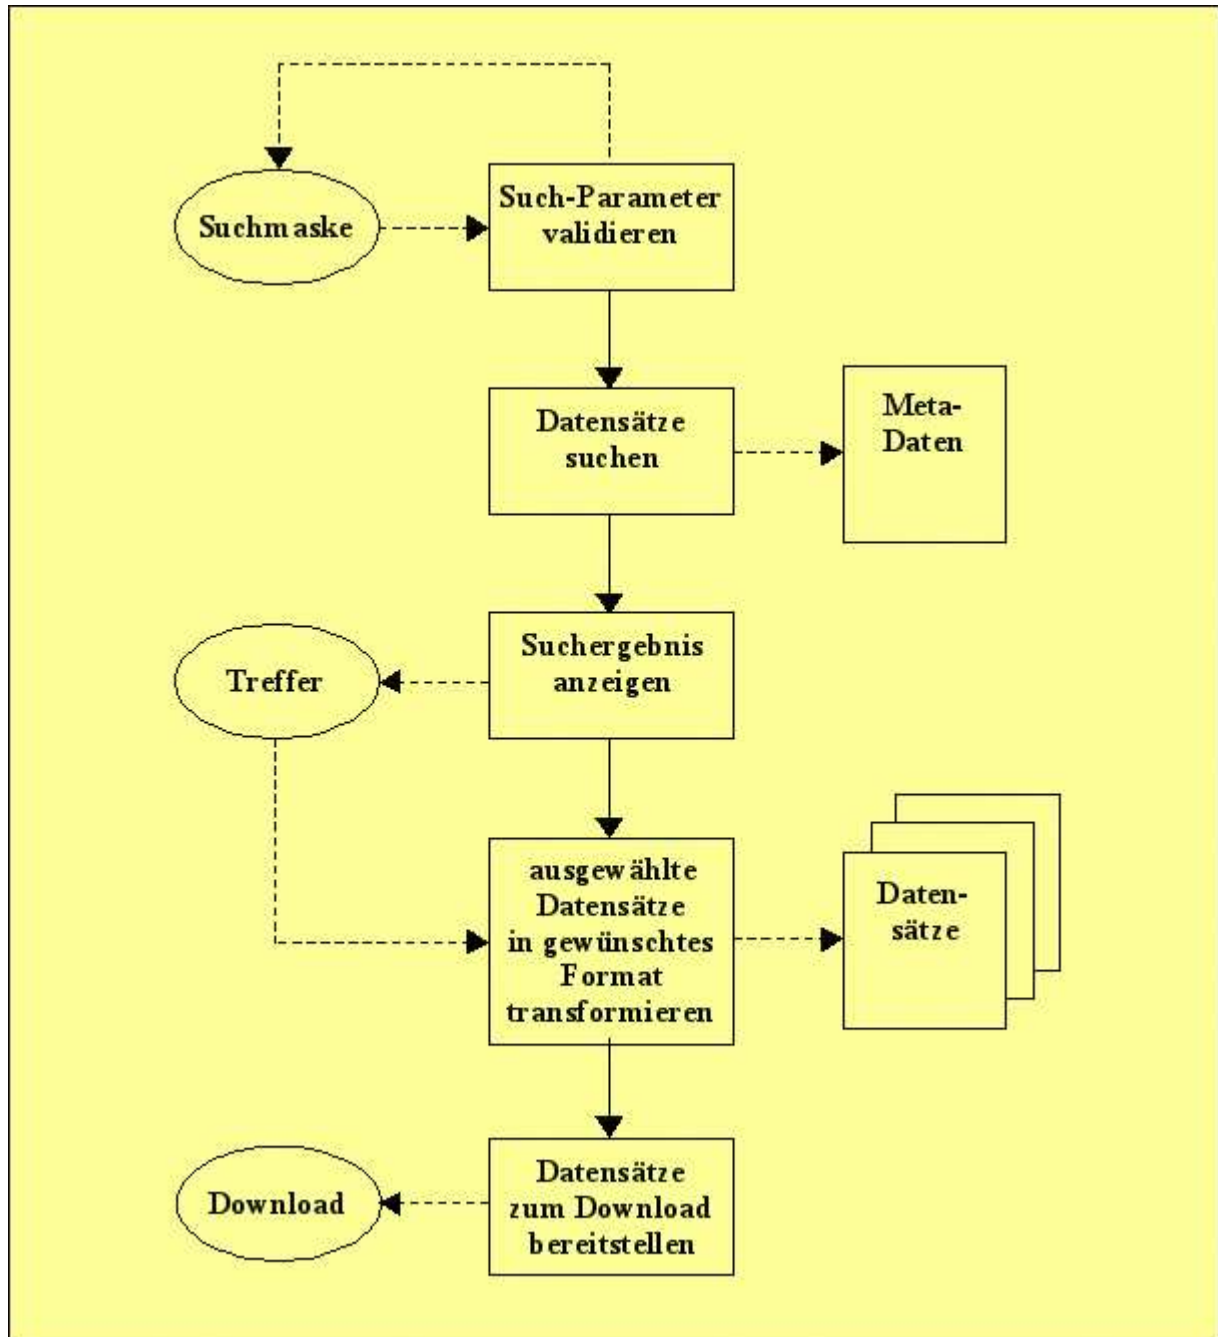 Suchmaske
Such-Parameter
validieren
Datensätze
suchen
Meta-
Daten
Treffer
Suchergebnis
anzeigen
ausgewählte
Datensätze
in gewünschtes
Format
transformieren
Daten-
sätze
Download
Datensätze
zum Download
bereitstellen